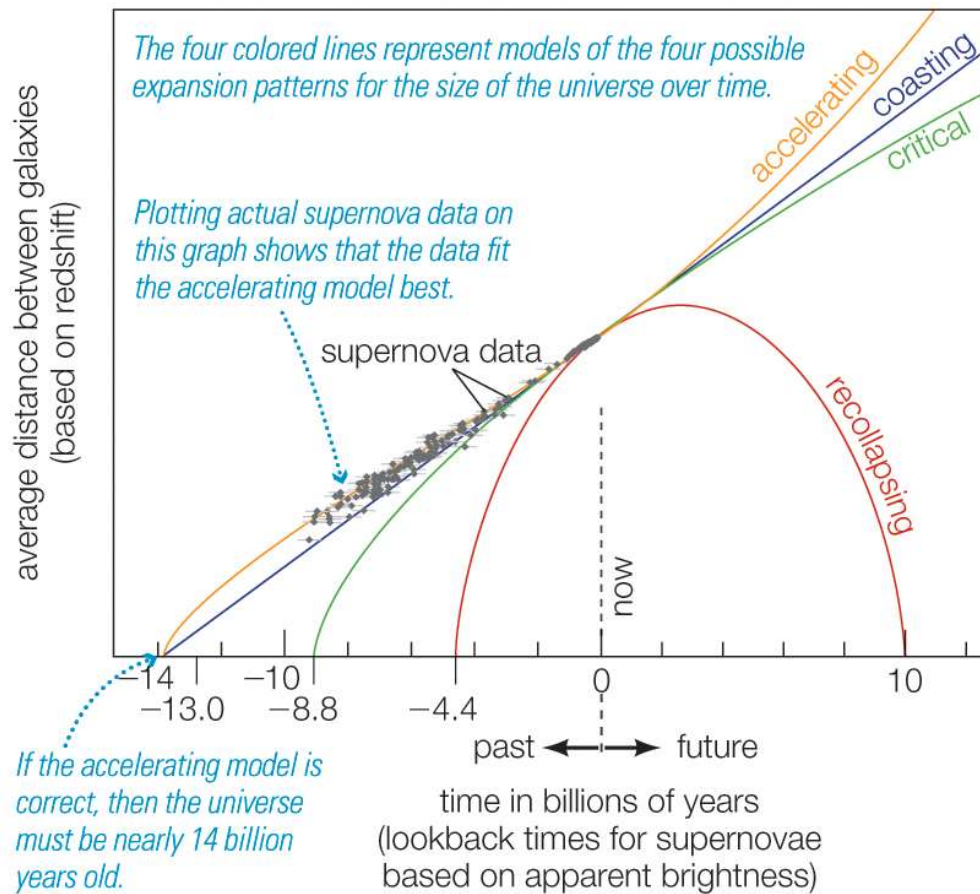 The four colored lines represent models of the four possible
expansion patterns for the size of the universe over time.
accelerating
coasting
critical
Plotting actual supernova data on
this graph shows that the data fit
the accelerating model best.
supernova data
recollapsing
now
average distance between galaxies
(based on redshift)
−14
−10
0
10
−13.0
−8.8
−4.4
past
future
If the accelerating model is
correct, then the universe
must be nearly 14 billion
years old.
time in billions of years
(lookback times for supernovae
based on apparent brightness)